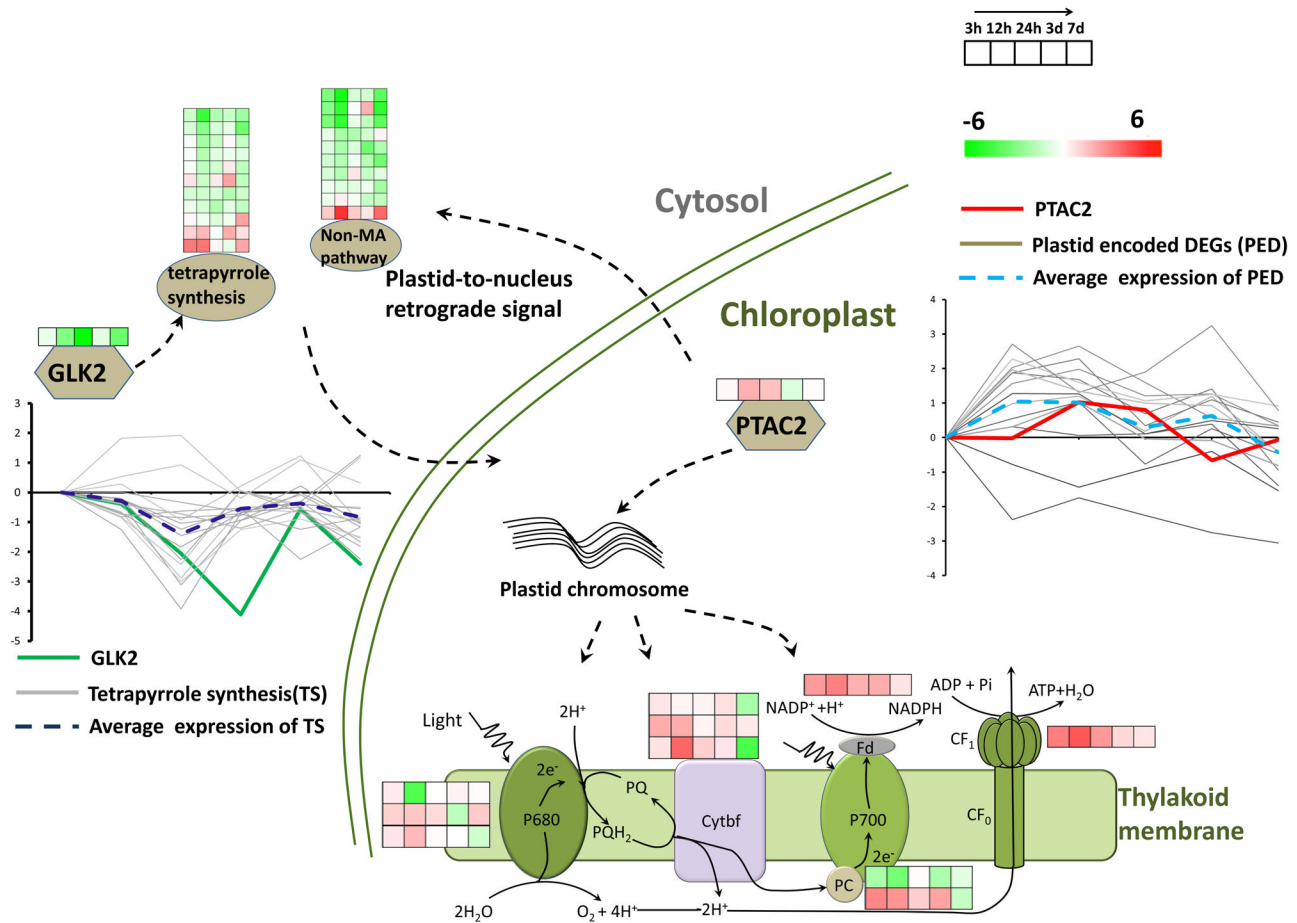 3h 12h 24h 3d 7d
-6
6
PTAC2
Plastid encoded DEGs (PED)
Average expression of PED
4
3
2
1
0
-1
-2
-3
-4
Cytosol
Chloroplast
Non-MA
pathway
tetrapyrrole
synthesis
Plastid-to-nucleus
retrograde signal
GLK2
PTAC2
3
2
1
0
-1
-2
-3
-4
-5
GLK2
Tetrapyrrole synthesis(TS)
Average expression of TS
Plastid chromosome
Light
2H⁺
NADP⁺ +H⁺
NADPH
ADP + Pi
ATP+H₂O
Fd
CF₁
2e⁻
PQ
P680
PQH₂
Cytbf
P700
CF₀
Thylakoid
membrane
2e⁻
PC
2H₂O
O₂ + 4H⁺
2H⁺